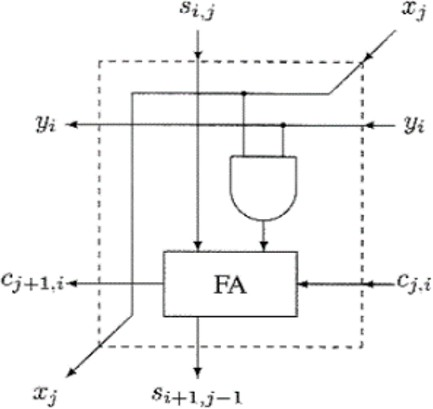 s_{i,j} x_j
y_i y_i
c_{j+1,i} FA c_{j,i}
x_j s_{i+1,j-1}